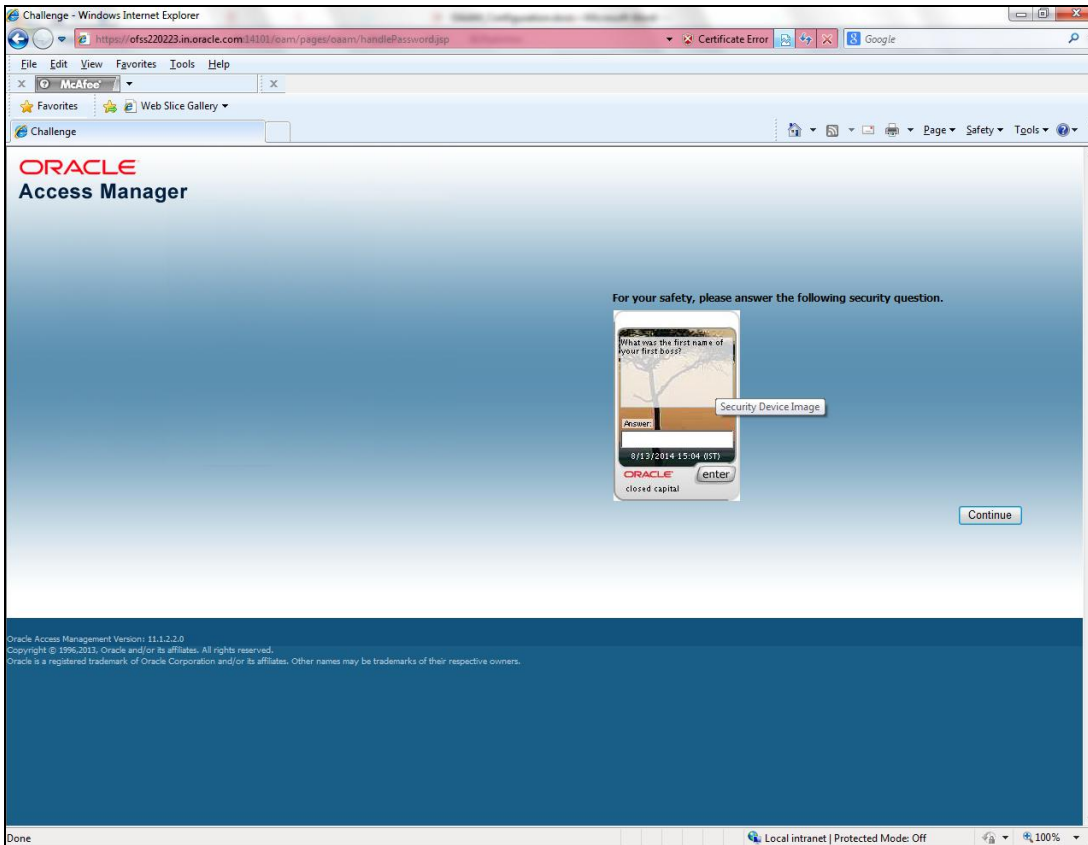 Challenge - Windows Internet Explorer
https://ofss220223.in.oracle.com:14101/oam/pages/oaam/handlePassword.jsp
Certificate Error
Google
File Edit View Favorites Tools Help
x McAfee x
Favorites Web Slice Gallery
Challenge
Page Safety Tools
ORACLE
Access Manager
For your safety, please answer the following security question.
What was the first name of
your first boss?
Security Device Image
Answer:
8/13/2014 15:04 (IST)
ORACLE enter
closed capital
Continue
Oracle Access Management Version: 11.1.2.2.0
Copyright © 1996,2013, Oracle and/or its affiliates. All rights reserved.
Oracle is a registered trademark of Oracle Corporation and/or its affiliates. Other names may be trademarks of their respective owners.
Done
Local intranet | Protected Mode: Off
100%